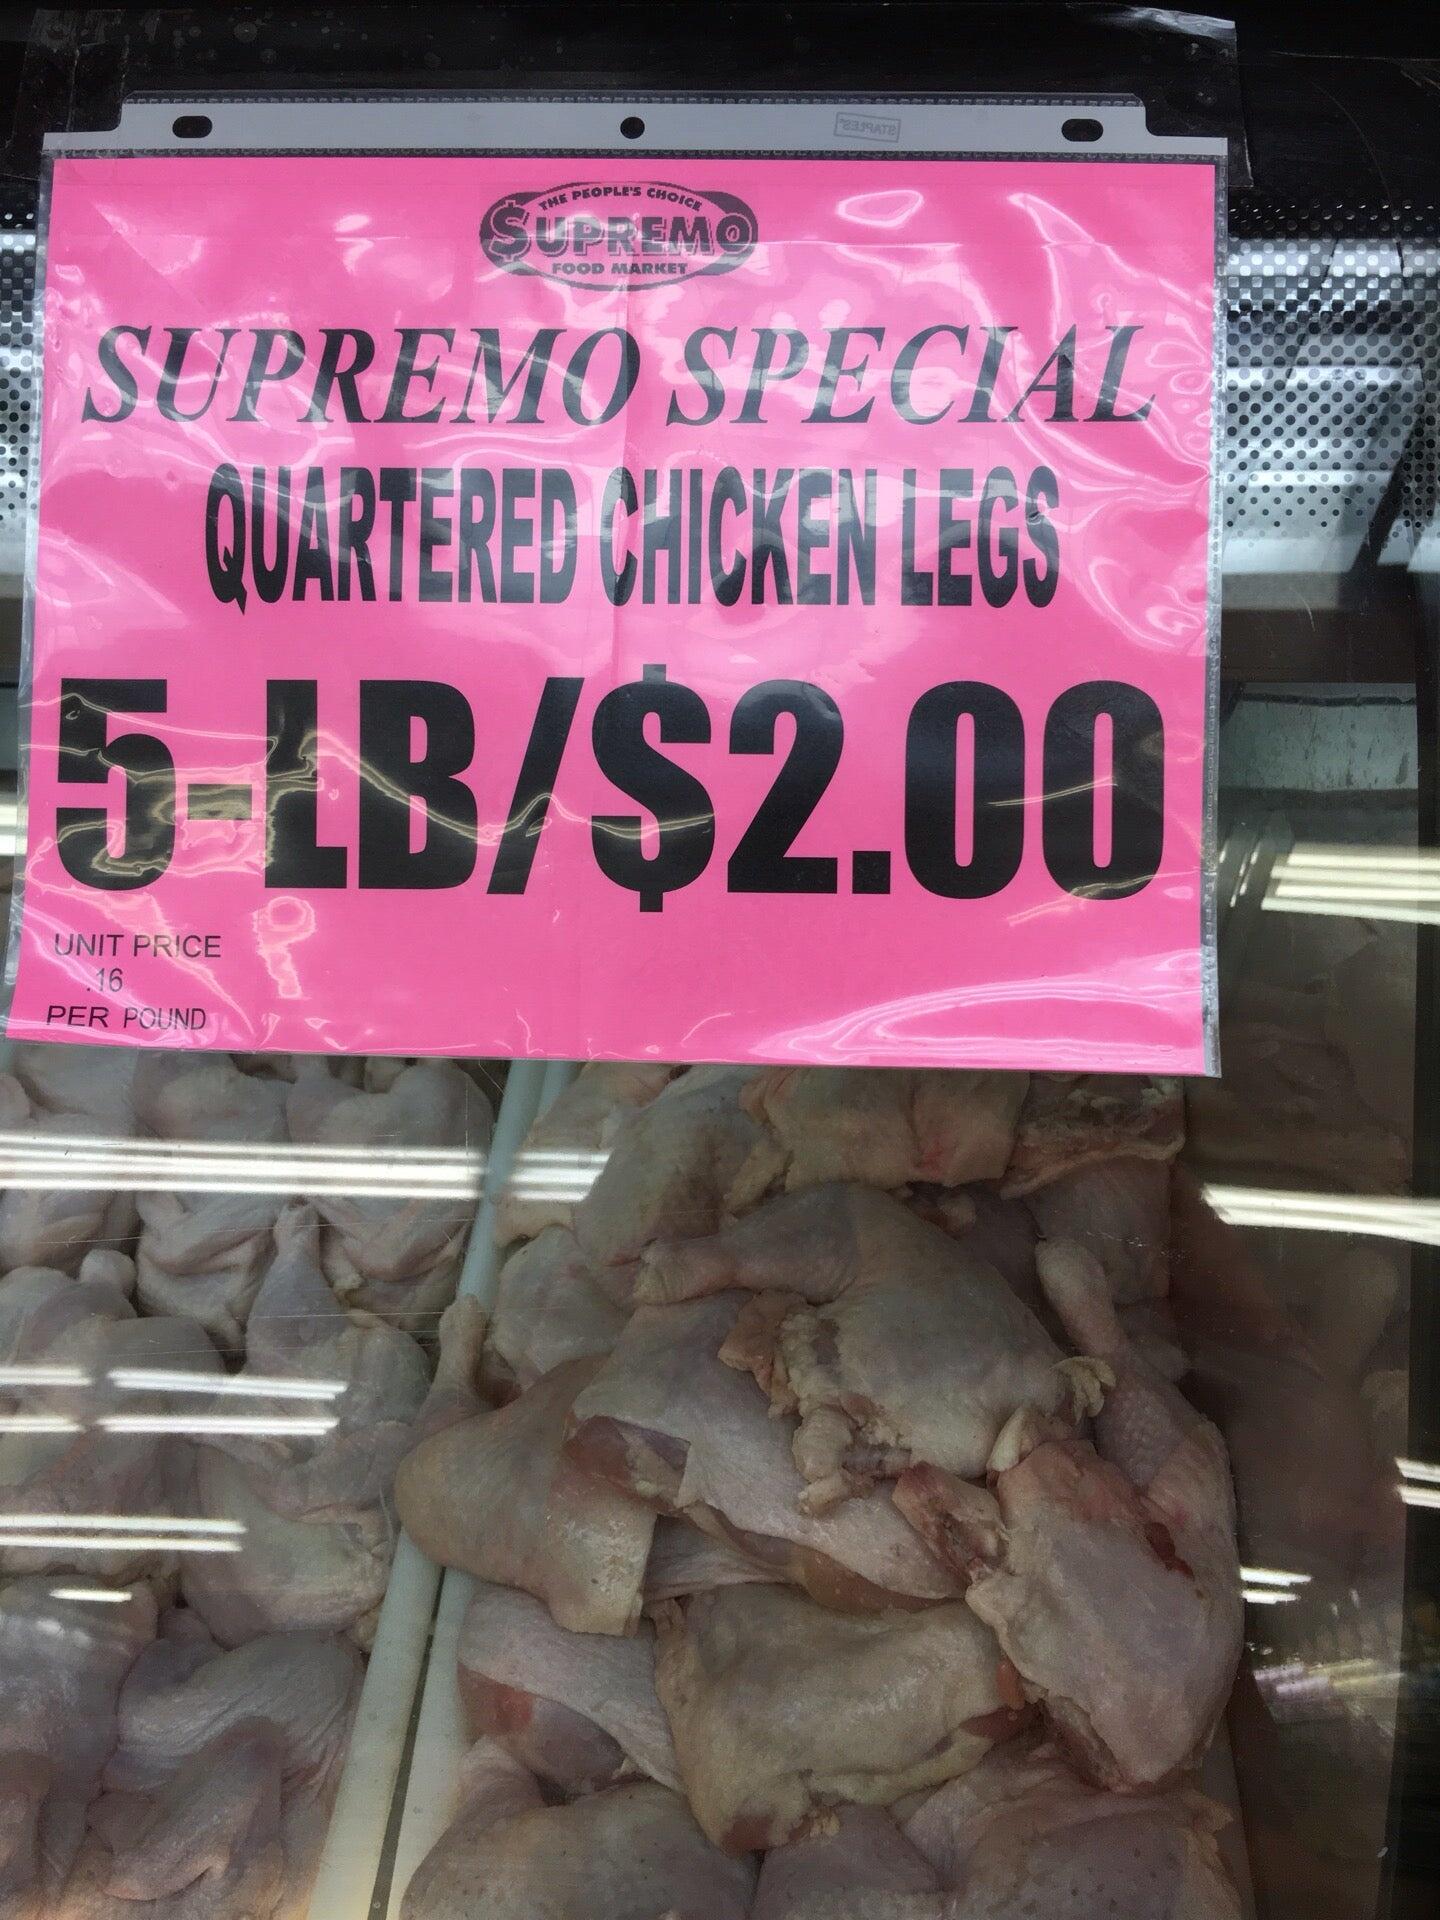 STAPLES
THE PEOPLE'S CHOICE
$UPREMO
FOOD MARKET
SUPREMO SPECIAL
QUARTERED CHICKEN LEGS
5-LB/$2.00
UNIT PRICE
.16
PER POUND